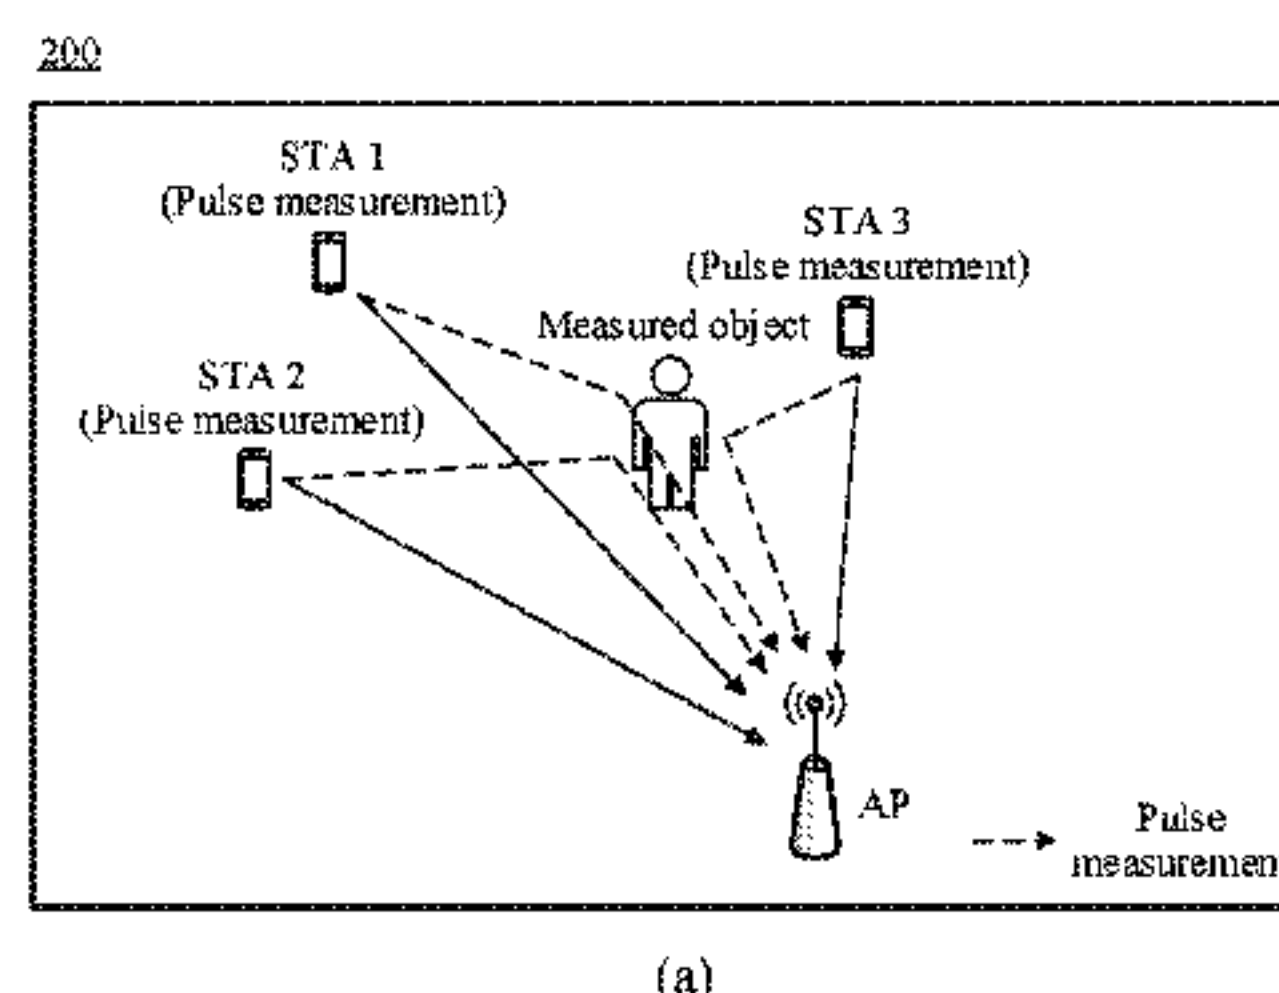 200
STA 1
(Pulse measurement)
STA 3
(Pulse measurement)
Measured object
STA 2
(Pulse measurement)
AP
Pulse
measuremen
(a)